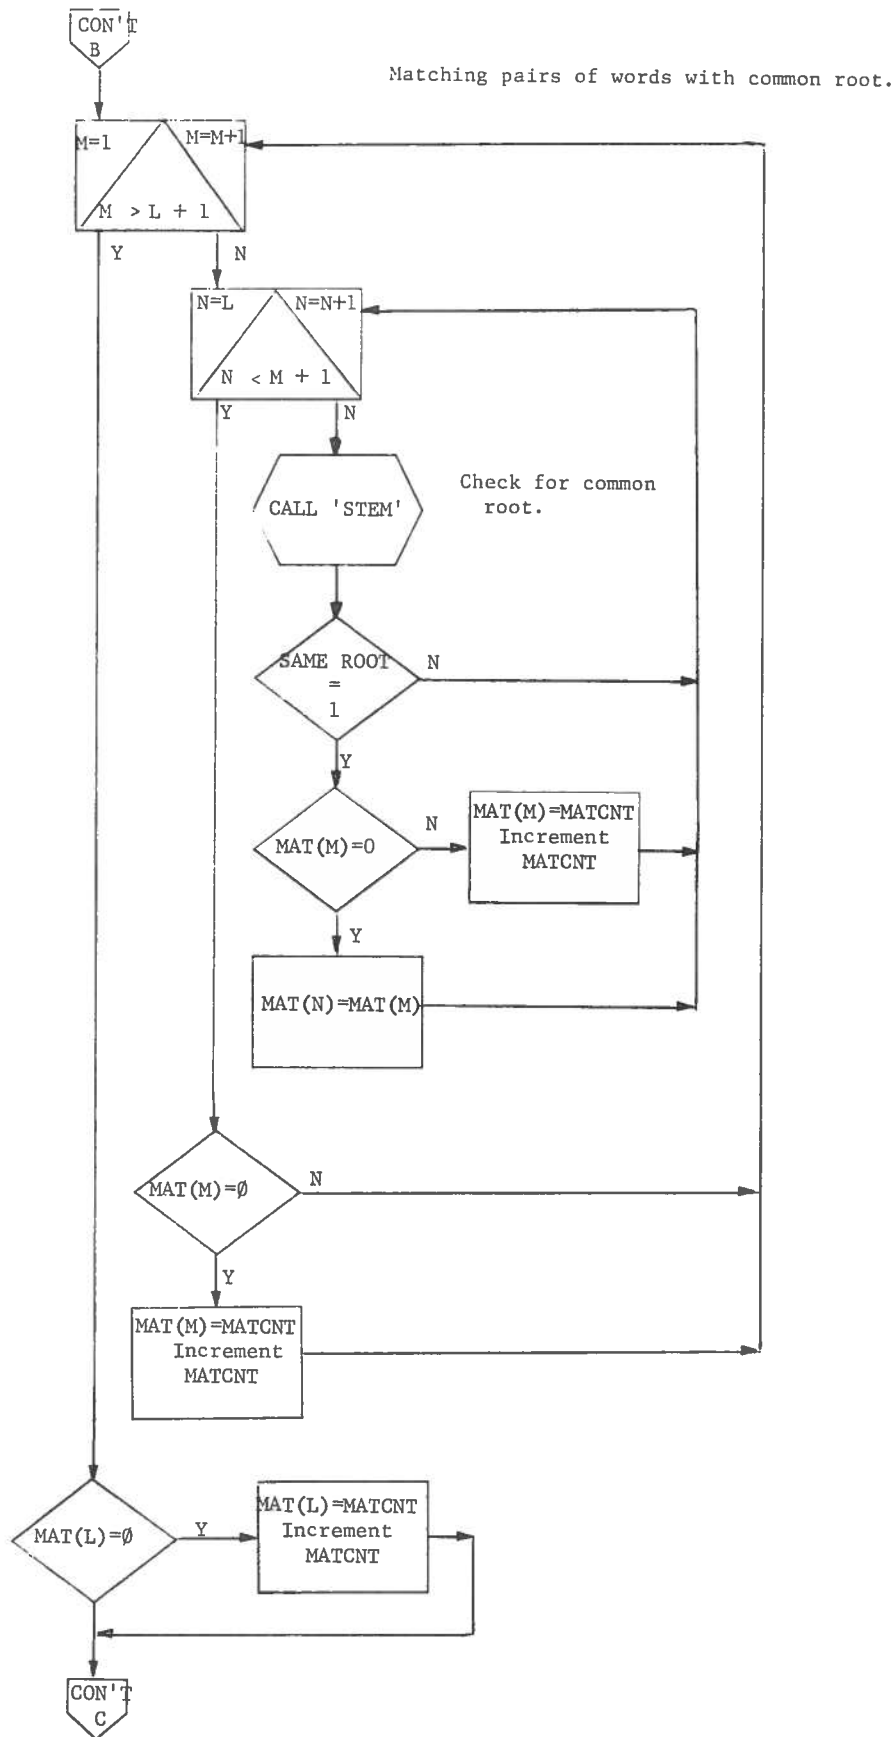 CON'T
B
Matching pairs of words with common root.
M=1
M=M+1
M > L + 1
Y
N
N=L
N=N+1
N < M + 1
Y
N
CALL 'STEM'
Check for common
root.
SAME ROOT
=
1
N
Y
MAT(M)=0
N
MAT(M)=MATCNT
Increment
MATCNT
Y
MAT(N)=MAT(M)
MAT(M)=Ø
N
Y
MAT(M)=MATCNT
Increment
MATCNT
MAT(L)=Ø
Y
MAT(L)=MATCNT
Increment
MATCNT
CON'T
C